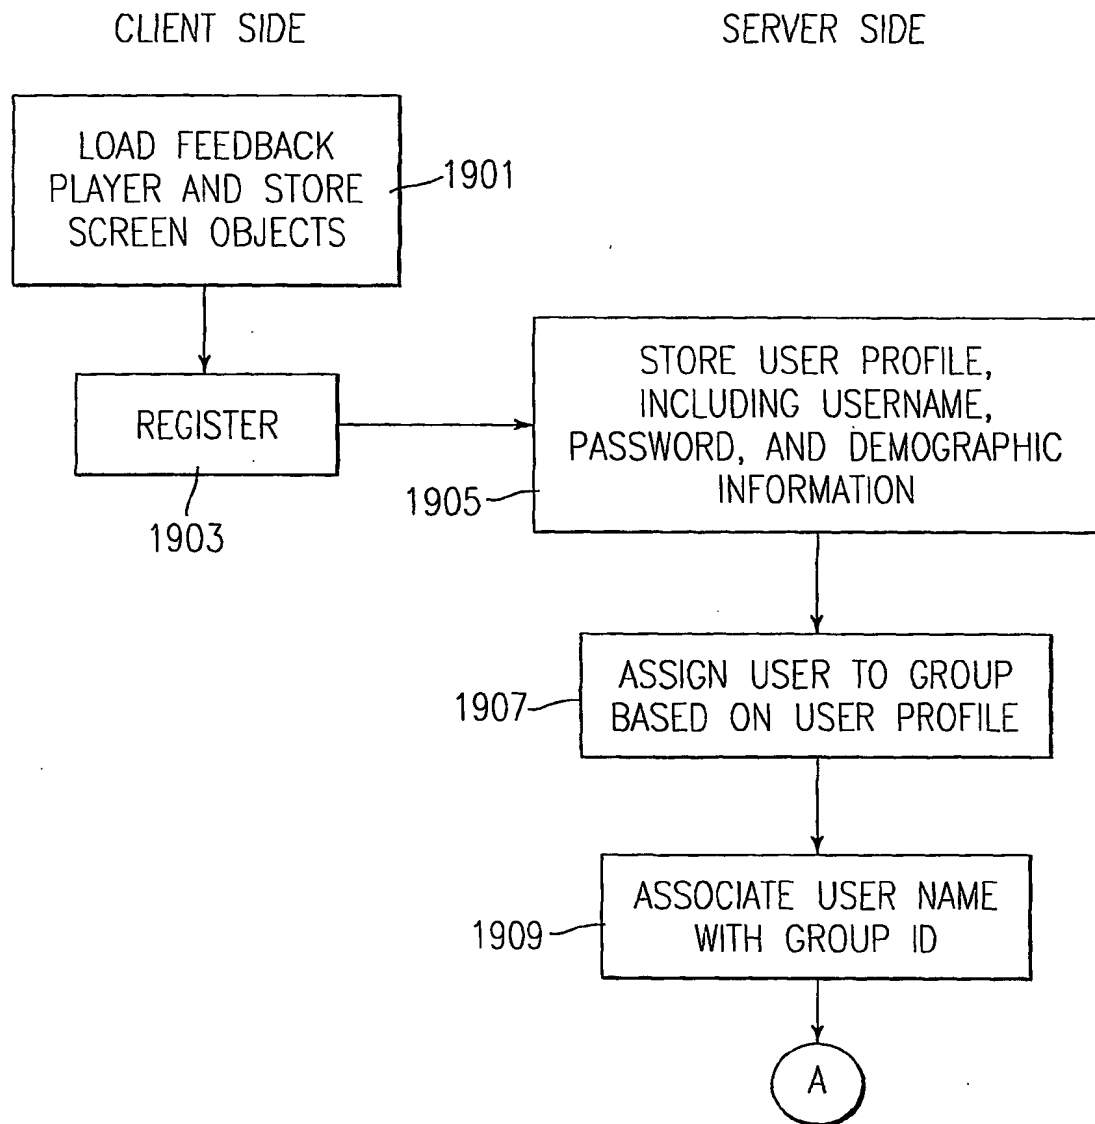 CLIENT SIDE
SERVER SIDE
LOAD FEEDBACK
PLAYER AND STORE
SCREEN OBJECTS
1901
REGISTER
1903
STORE USER PROFILE,
INCLUDING USERNAME,
PASSWORD, AND DEMOGRAPHIC
INFORMATION
1905
ASSIGN USER TO GROUP
BASED ON USER PROFILE
1907
ASSOCIATE USER NAME
WITH GROUP ID
1909
A